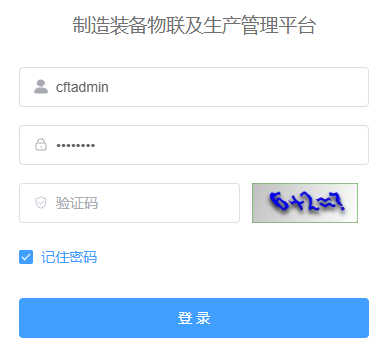 制造装备物联及生产管理平台
cftadmin
••••••••
验证码
6+2=?
记住密码
登 录